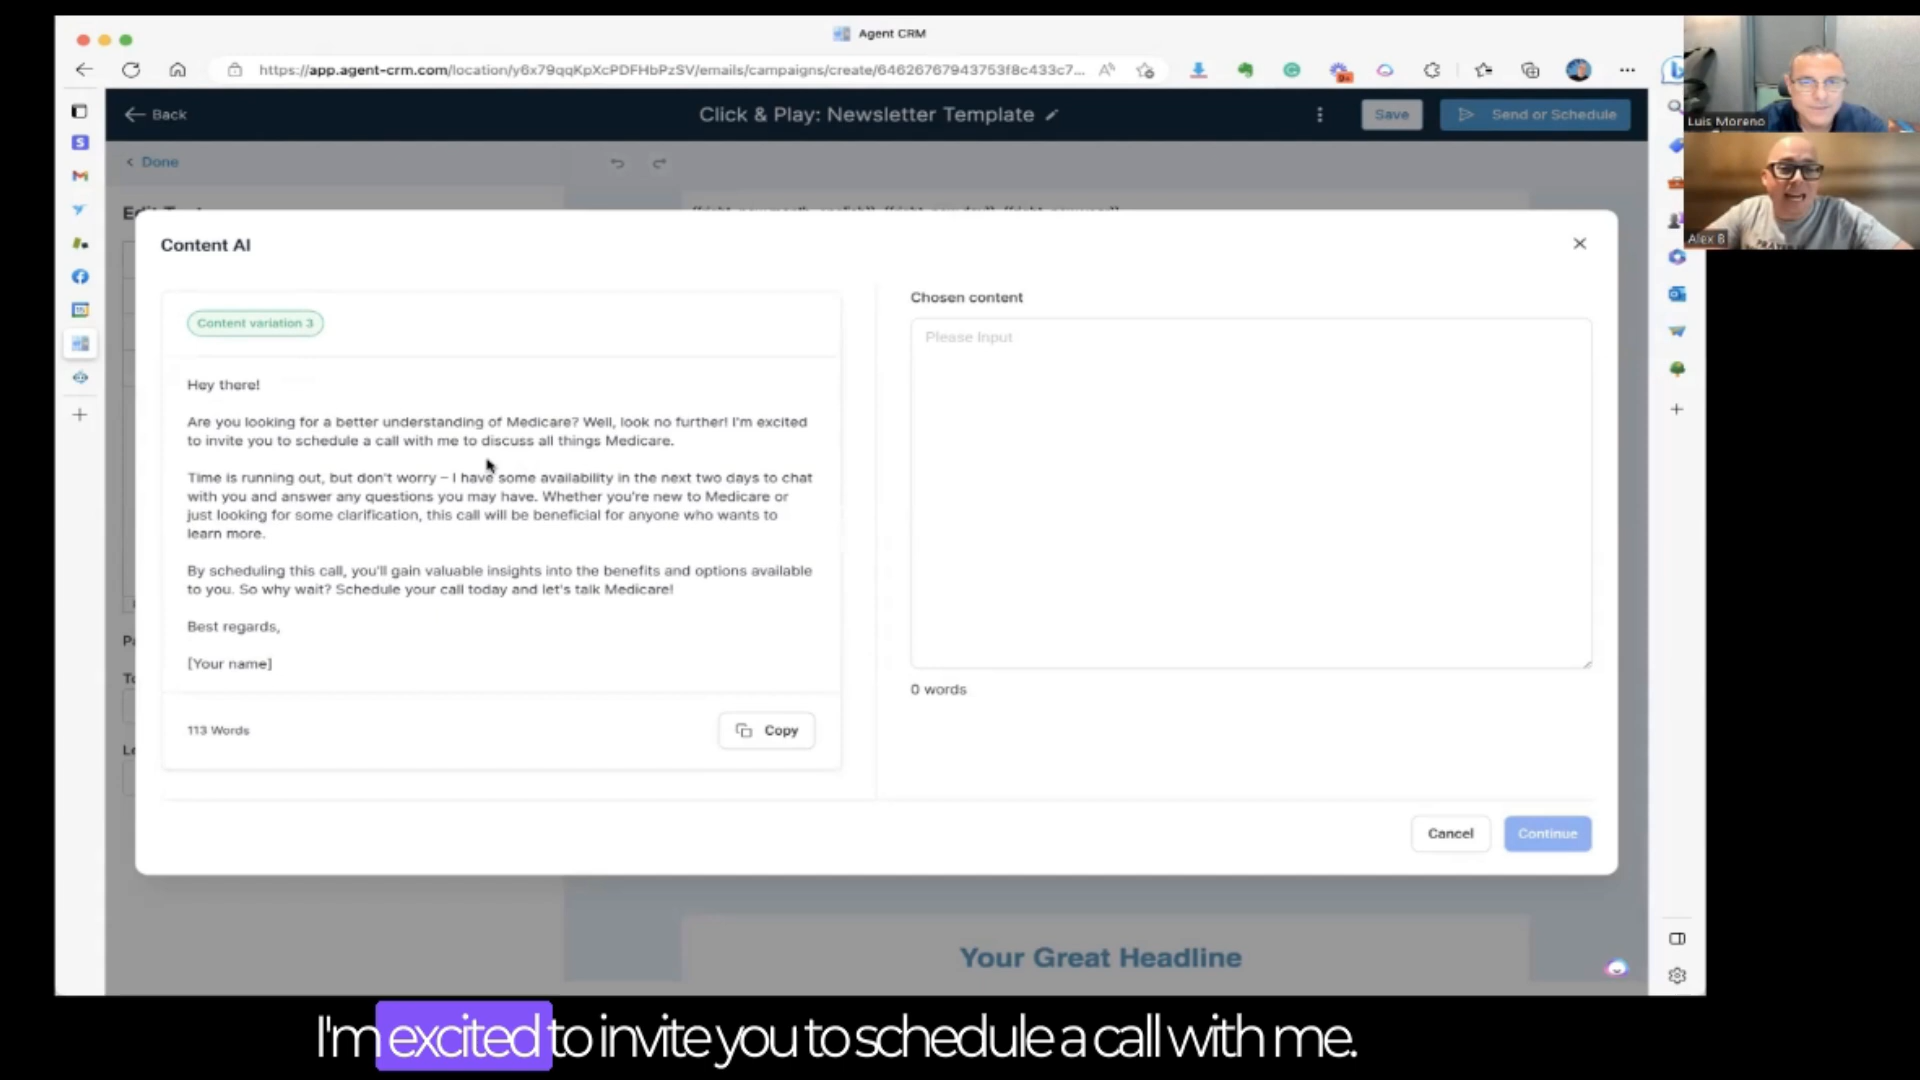 Agent CRM
https://app.agent-crm.com/location/y6x79qqKpXcPDFHbPzSV/emails/campaigns/create/64626767943753f8c433c7...
Back
Click & Play: Newsletter Template
Save
Send or Schedule
Luis Moreno
Done
Alex B
Content AI
Content variation 3
Chosen content
Please Input
Hey there!
Are you looking for a better understanding of Medicare? Well, look no further! I'm excited
to invite you to schedule a call with me to discuss all things Medicare.
Time is running out, but don't worry – I have some availability in the next two days to chat
with you and answer any questions you may have. Whether you're new to Medicare or
just looking for some clarification, this call will be beneficial for anyone who wants to
learn more.
By scheduling this call, you'll gain valuable insights into the benefits and options available
to you. So why wait? Schedule your call today and let's talk Medicare!
Best regards,
[Your name]
0 words
113 Words
Copy
Cancel
Continue
Your Great Headline
I'm excited to invite you to schedule a call with me.